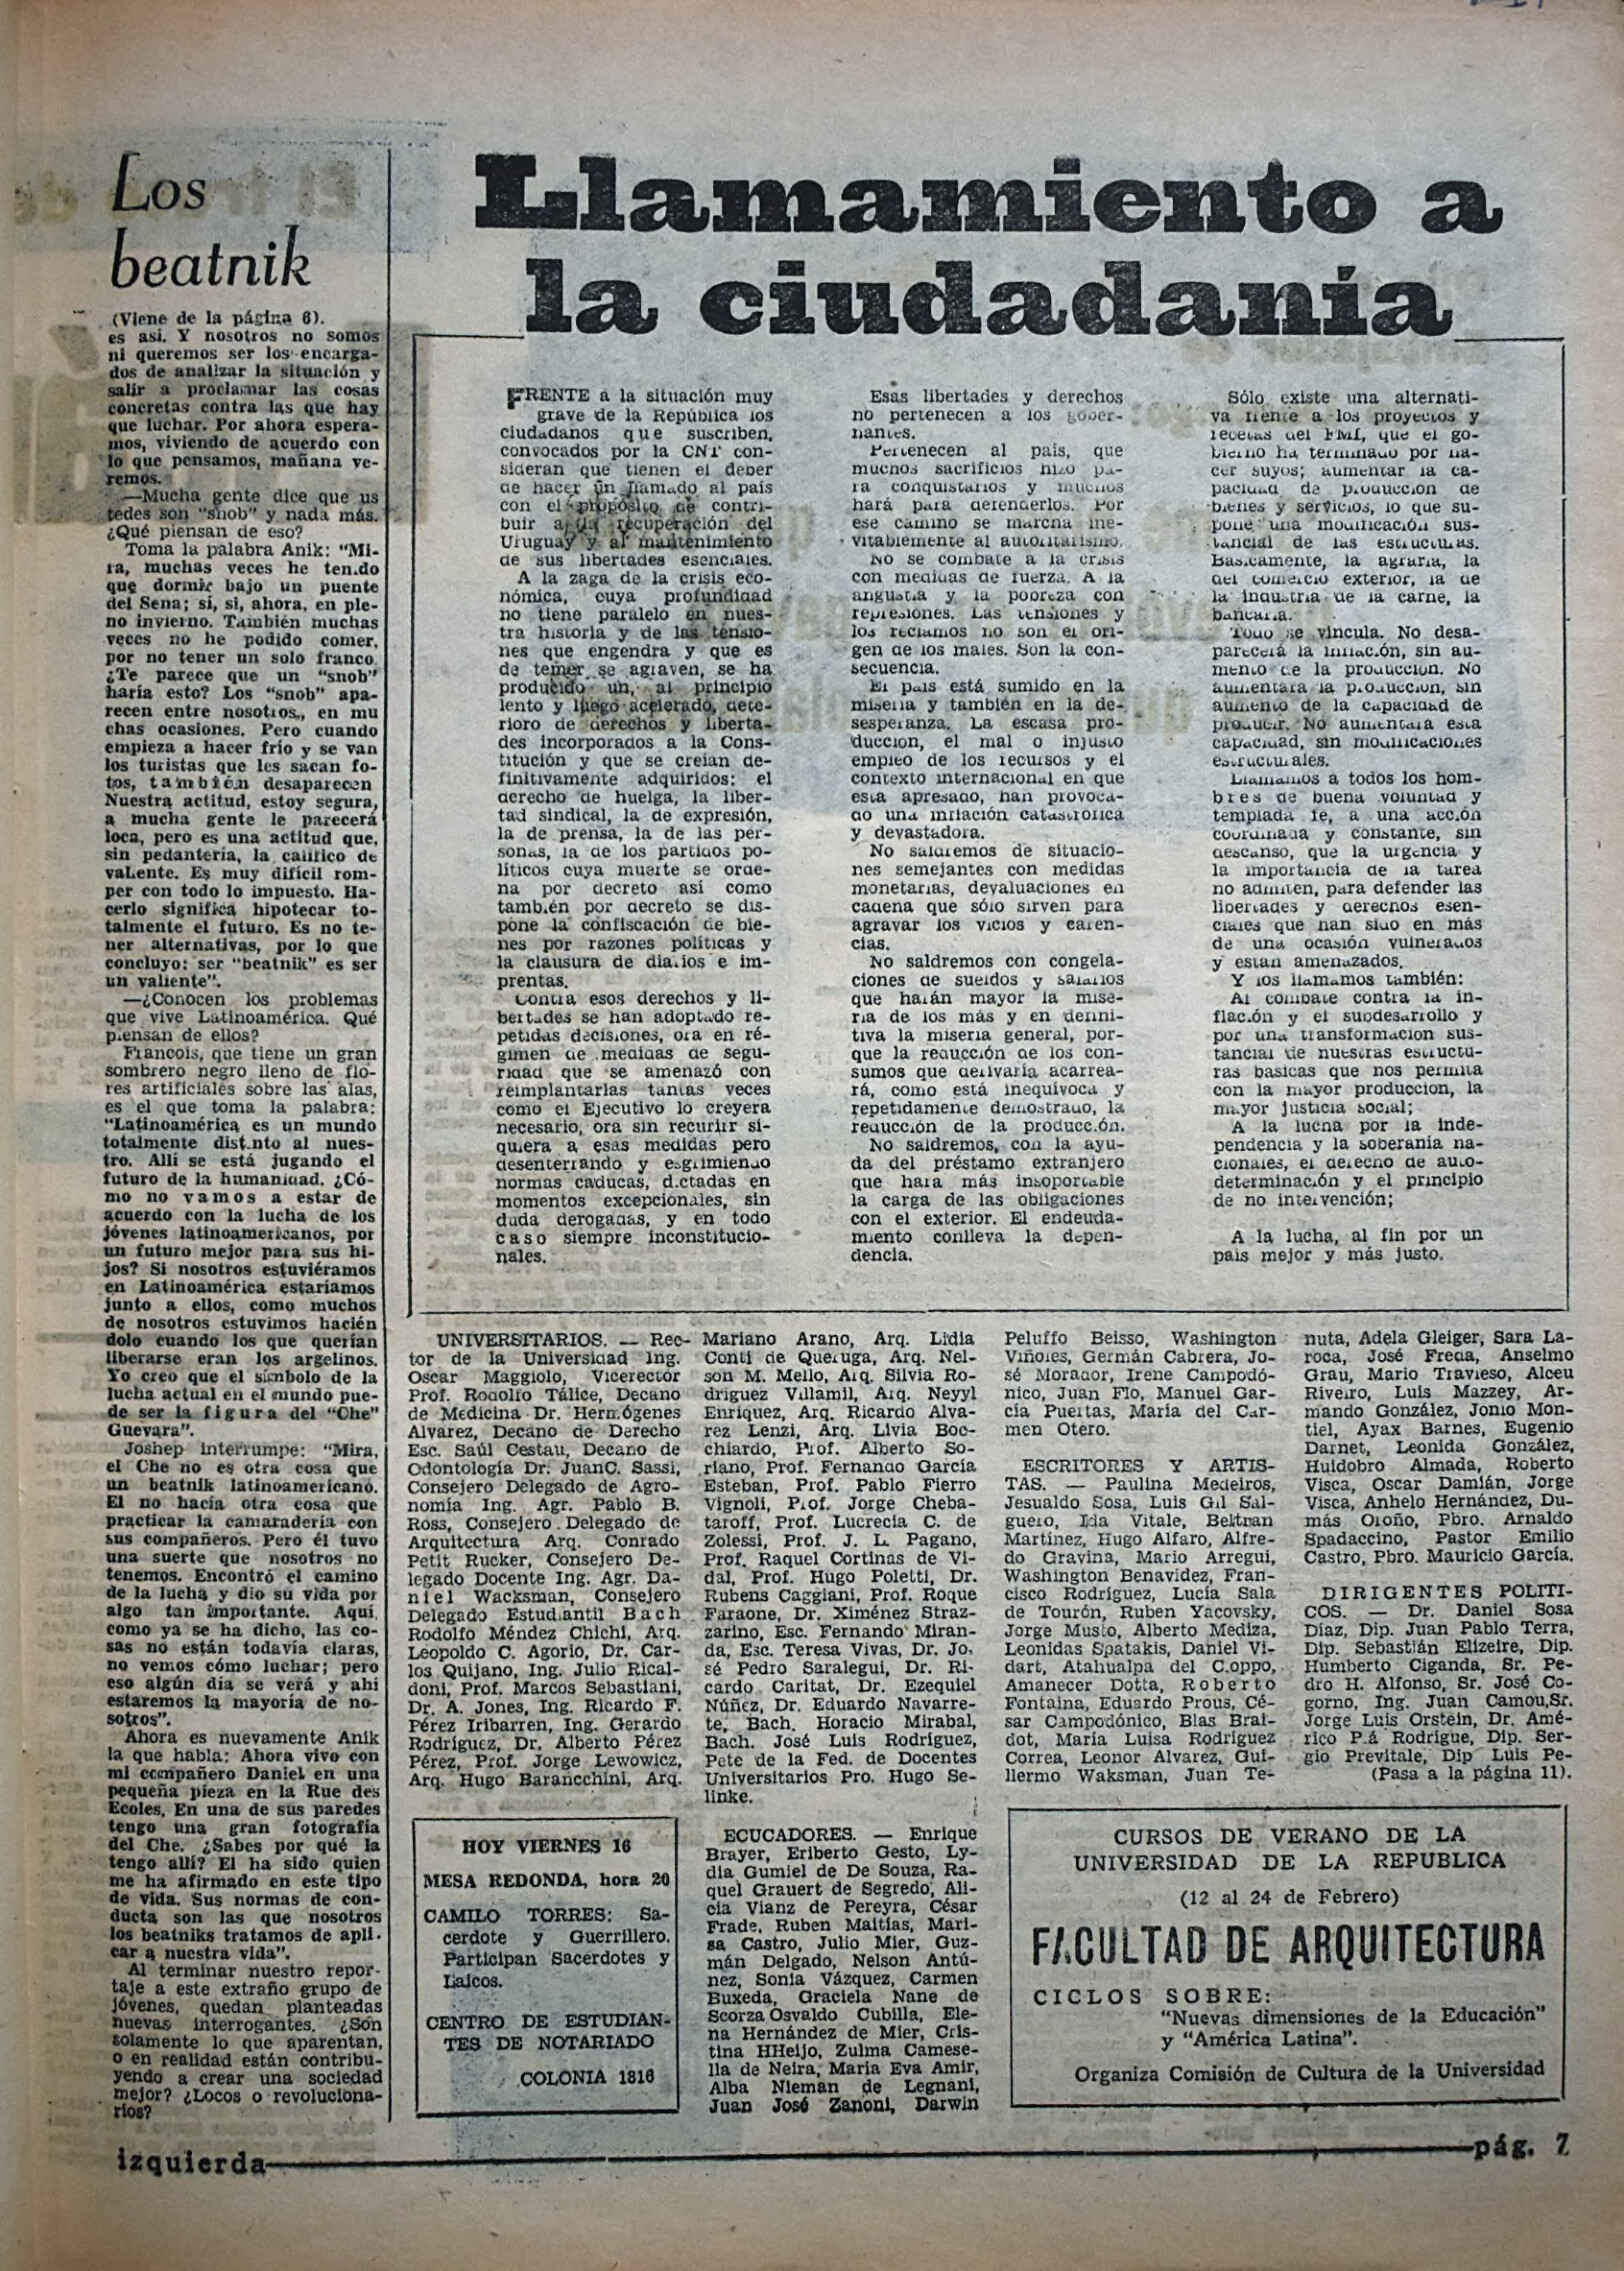 Los
beatnik
(Viene de la página 6).
es así. Y nosotros no somos
ni queremos ser los encarga-
dos de analizar la situación y
salir a proclamar las cosas
concretas contra las que hay
que luchar. Por ahora espera-
mos, viviendo de acuerdo con
lo que pensamos, mañana ve-
remos.
—Mucha gente dice que us
tedes son "snob" y nada más.
¿Qué piensan de eso?
Toma la palabra Anik: "Mi-
ra, muchas veces he tenido
que dormir bajo un puente
del Sena; sí, sí, ahora, en ple-
no invierno. También muchas
veces no he podido comer,
por no tener un solo franco.
¿Te parece que un "snob"
haría esto? Los "snob" apa-
recen entre nosotros, en mu
chas ocasiones. Pero cuando
empieza a hacer frío y se van
los turistas que les sacan fo-
tos, también desaparecen
Nuestra actitud, estoy segura,
a mucha gente le parecerá
loca, pero es una actitud que,
sin pedantería, la califico de
valiente. Es muy difícil rom-
per con todo lo impuesto. Ha-
cerlo significa hipotecar to-
talmente el futuro. Es no te-
ner alternativas, por lo que
concluyo: ser "beatnik" es ser
un valiente".
—¿Conocen los problemas
que vive Latinoamérica. Qué
piensan de ellos?
Francois, que tiene un gran
sombrero negro lleno de flo-
res artificiales sobre las alas,
es el que toma la palabra:
"Latinoamérica es un mundo
totalmente distinto al nues-
tro. Allí se está jugando el
futuro de la humanidad. ¿Có-
mo no vamos a estar de
acuerdo con la lucha de los
jóvenes latinoamericanos, por
un futuro mejor para sus hi-
jos? Si nosotros estuviéramos
en Latinoamérica estaríamos
junto a ellos, como muchos
de nosotros estuvimos hacién
dolo cuando los que querían
liberarse eran los argelinos.
Yo creo que el símbolo de la
lucha actual en el mundo pue-
de ser la figura del "Che"
Guevara".
Joshep interrumpe: "Mira,
el Che no es otra cosa que
un beatnik latinoamericano.
El no hacía otra cosa que
practicar la camaradería con
sus compañeros. Pero él tuvo
una suerte que nosotros no
tenemos. Encontró el camino
de la lucha y dio su vida por
algo tan importante. Aquí,
como ya se ha dicho, las co-
sas no están todavía claras,
no vemos cómo luchar; pero
eso algún día se verá y ahí
estaremos la mayoría de no-
sotros".
Ahora es nuevamente Anik
la que habla: Ahora vivo con
mi compañero Daniel en una
pequeña pieza en la Rue des
Ecoles. En una de sus paredes
tengo una gran fotografía
del Che. ¿Sabes por qué la
tengo allí? El ha sido quien
me ha afirmado en este tipo
de vida. Sus normas de con-
ducta son las que nosotros
los beatniks tratamos de apli-
car a nuestra vida".
Al terminar nuestro repor-
taje a este extraño grupo de
jóvenes, quedan planteadas
nuevas interrogantes. ¿Són
solamente lo que aparentan,
o en realidad están contribu-
yendo a crear una sociedad
mejor? ¿Locos o revoluciona-
rios?
Llamamiento a
la ciudadanía
FRENTE a la situación muy
grave de la República los
ciudadanos que suscriben,
convocados por la CNT con-
sideran que tienen el deber
de hacer un llamado al país
con el propósito de contri-
buir a la recuperación del
Uruguay y al mantenimiento
de sus libertades esenciales.
A la zaga de la crisis eco-
nómica, cuya profundidad
no tiene paralelo en nues-
tra historia y de las tensio-
nes que engendra y que es
de temer se agraven, se ha
producido un, al principio
lento y luego acelerado, dete-
rioro de derechos y liberta-
des incorporados a la Cons-
titución y que se creían de-
finitivamente adquiridos: el
derecho de huelga, la liber-
tad sindical, la de expresión,
la de prensa, la de las per-
sonas, la de los partidos po-
líticos cuya muerte se orde-
na por decreto así como
también por decreto se dis-
pone la confiscación de bie-
nes por razones políticas y
la clausura de diarios e im-
prentas.
Contra esos derechos y li-
bertades se han adoptado re-
petidas decisiones, ora en ré-
gimen de medidas de segu-
ridad que se amenazó con
reimplantarlas tantas veces
como el Ejecutivo lo creyera
necesario, ora sin recurrir si-
quiera a esas medidas pero
desenterrando y esgrimiendo
normas caducas, dictadas en
momentos excepcionales, sin
duda derogadas, y en todo
caso siempre inconstitucio-
nales.
Esas libertades y derechos
no pertenecen a los gober-
nantes.
Pertenecen al país, que
muchos sacrificios hizo pa-
ra conquistarlos y muchos
hará para defenderlos. Por
ese camino se marcha ine-
vitablemente al autoritarismo.
No se combate a la crisis
con medidas de fuerza. A la
angustia y la pobreza con
represiones. Las tensiones y
los reclamos no son el ori-
gen de los males. Son la con-
secuencia.
El país está sumido en la
miseria y también en la de-
sesperanza. La escasa pro-
ducción, el mal o injusto
empleo de los recursos y el
contexto internacional en que
está apresado, han provoca-
do una inflación catastrófica
y devastadora.
No saldremos de situacio-
nes semejantes con medidas
monetarias, devaluaciones en
cadena que sólo sirven para
agravar los vicios y caren-
cias.
No saldremos con congela-
ciones de sueldos y salarios
que harán mayor la mise-
ria de los más y en defini-
tiva la miseria general, por-
que la reducción de los con-
sumos que derivaría acarrea-
rá, como está inequívoca y
repetidamente demostrado, la
reducción de la producción.
No saldremos, con la ayu-
da del préstamo extranjero
que hará más insoportable
la carga de las obligaciones
con el exterior. El endeuda-
miento conlleva la depen-
dencia.
Sólo existe una alternati-
va frente a los proyectos y
recetas del FMI, que el go-
bierno ha terminado por ha-
cer suyos; aumentar la ca-
pacidad de producción de
bienes y servicios, lo que su-
pone una modificación sus-
tancial de las estructuras.
Básicamente, la agraria, la
del comercio exterior, la de
la industria de la carne, la
bancaria.
Todo se vincula. No desa-
parecerá la inflación, sin au-
mento de la producción. No
aumentará la producción, sin
aumento de la capacidad de
producir. No aumentará esta
capacidad, sin modificaciones
estructurales.
Llamamos a todos los hom-
bres de buena voluntad y
templada fe, a una acción
coordinada y constante, sin
descanso, que la urgencia y
la importancia de la tarea
no admiten, para defender las
libertades y derechos esen-
ciales que han sido en más
de una ocasión vulnerados
y están amenazados.
Y los llamamos también:
Al combate contra la in-
flación y el subdesarrollo y
por una transformación sus-
tancial de nuestras estructu-
ras básicas que nos permita
con la mayor producción, la
mayor justicia social;
A la lucha por la inde-
pendencia y la soberanía na-
cionales, el derecho de auto-
determinación y el principio
de no intervención;
A la lucha, al fin por un
país mejor y más justo.
UNIVERSITARIOS. — Rec-
tor de la Universidad Ing.
Oscar Maggiolo, Vicerector
Prof. Rodolfo Tálice, Decano
de Medicina Dr. Hermógenes
Alvarez, Decano de Derecho
Esc. Saúl Cestau, Decano de
Odontología Dr. JuanC. Sassi,
Consejero Delegado de Agro-
nomía Ing. Agr. Pablo B.
Ross, Consejero Delegado de
Arquitectura Arq. Conrado
Petit Rucker, Consejero De-
legado Docente Ing. Agr. Da-
niel Wacksman, Consejero
Delegado Estudiantil Bach
Rodolfo Méndez Chichi, Arq.
Leopoldo C. Agorio, Dr. Car-
los Quijano, Ing. Julio Rical-
doni, Prof. Marcos Sebastiani,
Dr. A. Jones, Ing. Ricardo F.
Pérez Iribarren, Ing. Gerardo
Rodríguez, Dr. Alberto Pérez
Pérez, Prof. Jorge Lewowicz,
Arq. Hugo Barancchini, Arq.
Mariano Arano, Arq. Lidia
Conti de Queruga, Arq. Nel-
son M. Mello, Arq. Silvia Ro-
dríguez Villamil, Arq. Neyyl
Enríquez, Arq. Ricardo Alva-
rez Lenzi, Arq. Livia Boc-
chiardo, Prof. Alberto So-
riano, Prof. Fernando García
Esteban, Prof. Pablo Fierro
Vignoli, Prof. Jorge Cheba-
taroff, Prof. Lucrecia C. de
Zolessi, Prof. J. L. Pagano,
Prof. Raquel Cortinas de Vi-
dal, Prof. Hugo Poletti, Dr.
Rubens Caggiani, Prof. Roque
Faraone, Dr. Ximénez Straz-
zarino, Esc. Fernando Miran-
da, Esc. Teresa Vivas, Dr. Jo-
sé Pedro Saralegui, Dr. Ri-
cardo Caritat, Dr. Ezequiel
Núñez, Dr. Eduardo Navarre-
te, Bach. Horacio Mirabal,
Bach. José Luis Rodríguez,
Pete de la Fed. de Docentes
Universitarios Pro. Hugo Se-
linke.
ECUCADORES. — Enrique
Brayer, Eriberto Gesto, Ly-
dia Gumiel de De Souza, Ra-
quel Grauert de Segredo, Ali-
cia Vianz de Pereyra, César
Frade, Ruben Maitías, Mari-
sa Castro, Julio Mier, Guz-
mán Delgado, Nelson Antú-
nez, Sonia Vázquez, Carmen
Buxeda, Graciela Nane de
Scorza Osvaldo Cubilla, Ele-
na Hernández de Mier, Cris-
tina HHeijo, Zulma Camese-
lla de Neira, María Eva Amir,
Alba Nieman de Legnani,
Juan José Zanoni, Darwin
Peluffo Beisso, Washington
Viñoles, Germán Cabrera, Jo-
sé Morador, Irene Campodó-
nico, Juan Flo, Manuel Gar-
cía Puertas, María del Car-
men Otero.
ESCRITORES Y ARTIS-
TAS. — Paulina Medeiros,
Jesualdo Sosa, Luis Gil Sal-
guero, Ida Vitale, Beltran
Martínez, Hugo Alfaro, Alfre-
do Gravina, Mario Arregui,
Washington Benavidez, Fran-
cisco Rodríguez, Lucía Sala
de Tourón, Ruben Yacovsky,
Jorge Musto, Alberto Mediza,
Leonidas Spatakis, Daniel Vi-
dart, Atahualpa del Cioppo,
Amanecer Dotta, Roberto
Fontaina, Eduardo Prous, Cé-
sar Campodónico, Blas Brai-
dot, María Luisa Rodríguez
Correa, Leonor Alvarez, Gui-
llermo Waksman, Juan Te-
nuta, Adela Gleiger, Sara La-
roca, José Freda, Anselmo
Grau, Mario Travieso, Alceu
Riveiro, Luis Mazzey, Ar-
mando González, Jonio Mon-
tiel, Ayax Barnes, Eugenio
Darnet, Leonida González,
Huidobro Almada, Roberto
Visca, Oscar Damián, Jorge
Visca, Anhelo Hernández, Du-
más Oroño, Pbro. Arnaldo
Spadaccino, Pastor Emilio
Castro, Pbro. Mauricio García.
DIRIGENTES POLITI-
COS. — Dr. Daniel Sosa
Díaz, Dip. Juan Pablo Terra,
Dip. Sebastián Elizeire, Dip.
Humberto Ciganda, Sr. Pe-
dro H. Alfonso, Sr. José Co-
gorno, Ing. Juan Camou,Sr.
Jorge Luis Orstein, Dr. Amé-
rico P.á Rodrigue, Dip. Ser-
gio Previtale, Dip Luis Pe-
(Pasa a la página 11).
HOY VIERNES 16
MESA REDONDA, hora 20
CAMILO TORRES: Sa-
cerdote y Guerrillero.
Participan Sacerdotes y
Laicos.
CENTRO DE ESTUDIAN-
TES DE NOTARIADO
COLONIA 1816
CURSOS DE VERANO DE LA
UNIVERSIDAD DE LA REPUBLICA
(12 al 24 de Febrero)
FACULTAD DE ARQUITECTURA
CICLOS SOBRE:
"Nuevas dimensiones de la Educación"
y "América Latina".
Organiza Comisión de Cultura de la Universidad
izquierda
pág. 7